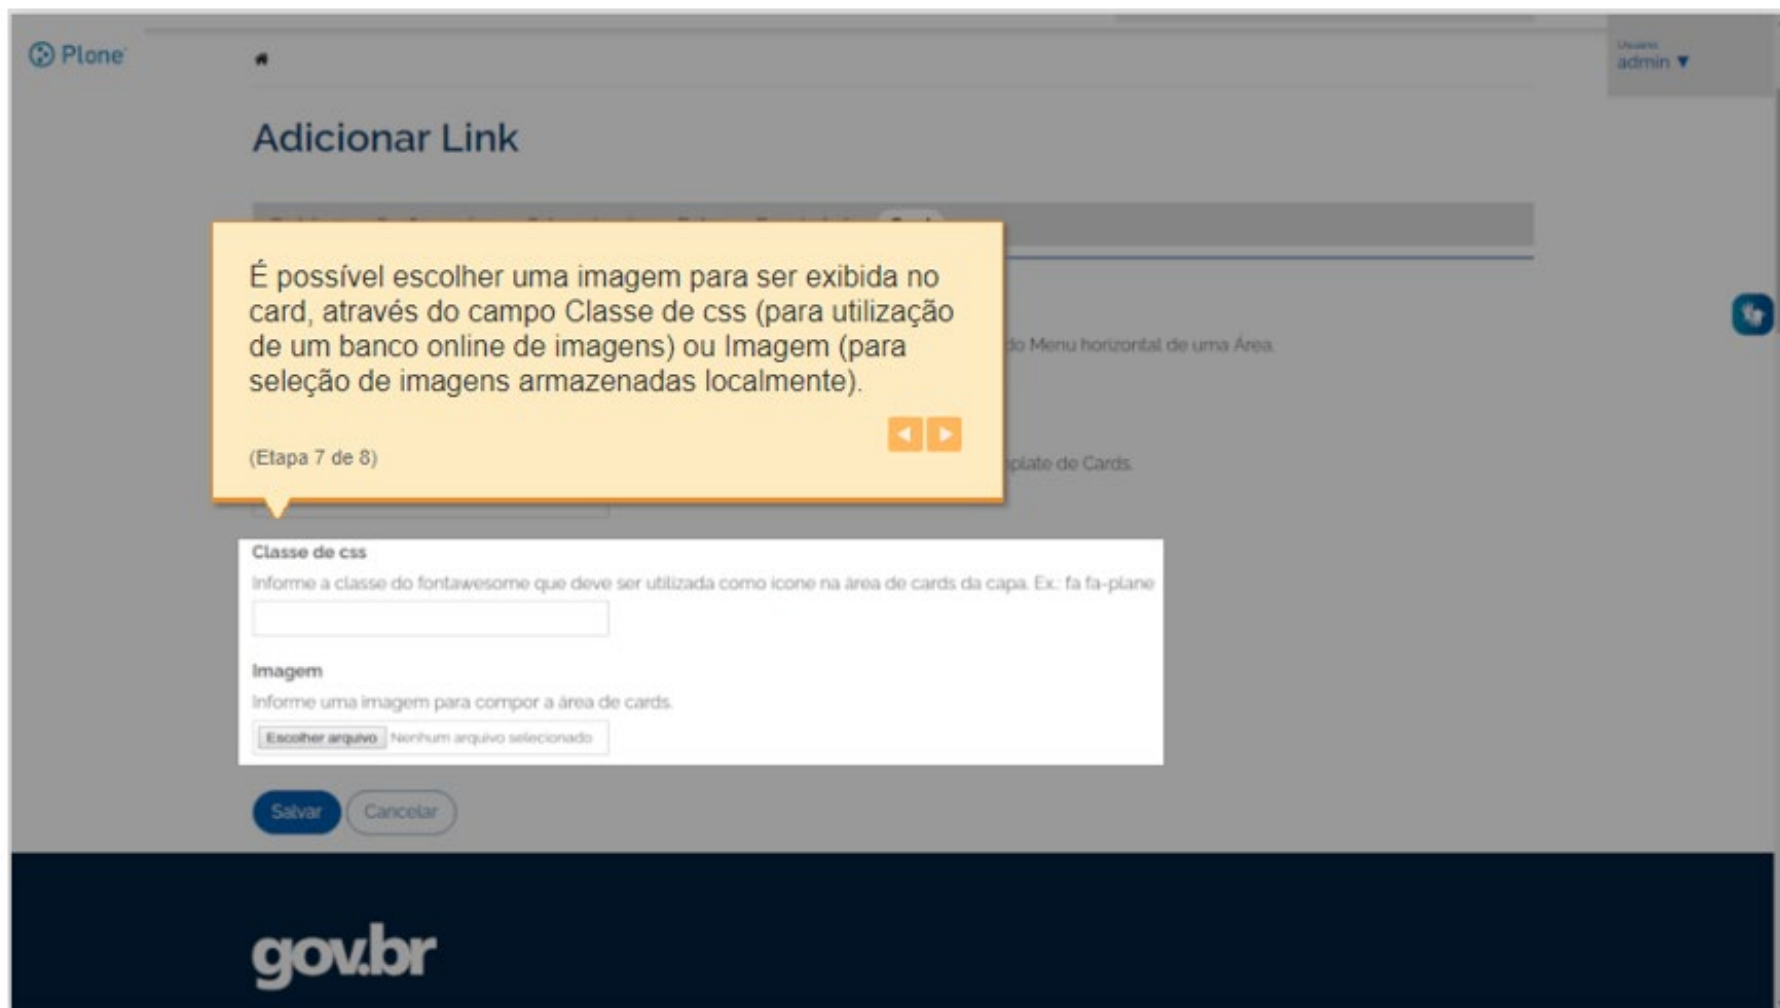 Plone
Usuário
admin ▼
Adicionar Link
É possível escolher uma imagem para ser exibida no
card, através do campo Classe de css (para utilização
de um banco online de imagens) ou Imagem (para
seleção de imagens armazenadas localmente).
do Menu horizontal de uma Área.
(Etapa 7 de 8)
plate de Cards.
Classe de css
Informe a classe do fontawesome que deve ser utilizada como ícone na área de cards da capa. Ex.: fa fa-plane
Imagem
Informe uma imagem para compor a área de cards.
Escolher arquivo Nenhum arquivo selecionado
Salvar Cancelar
gov.br